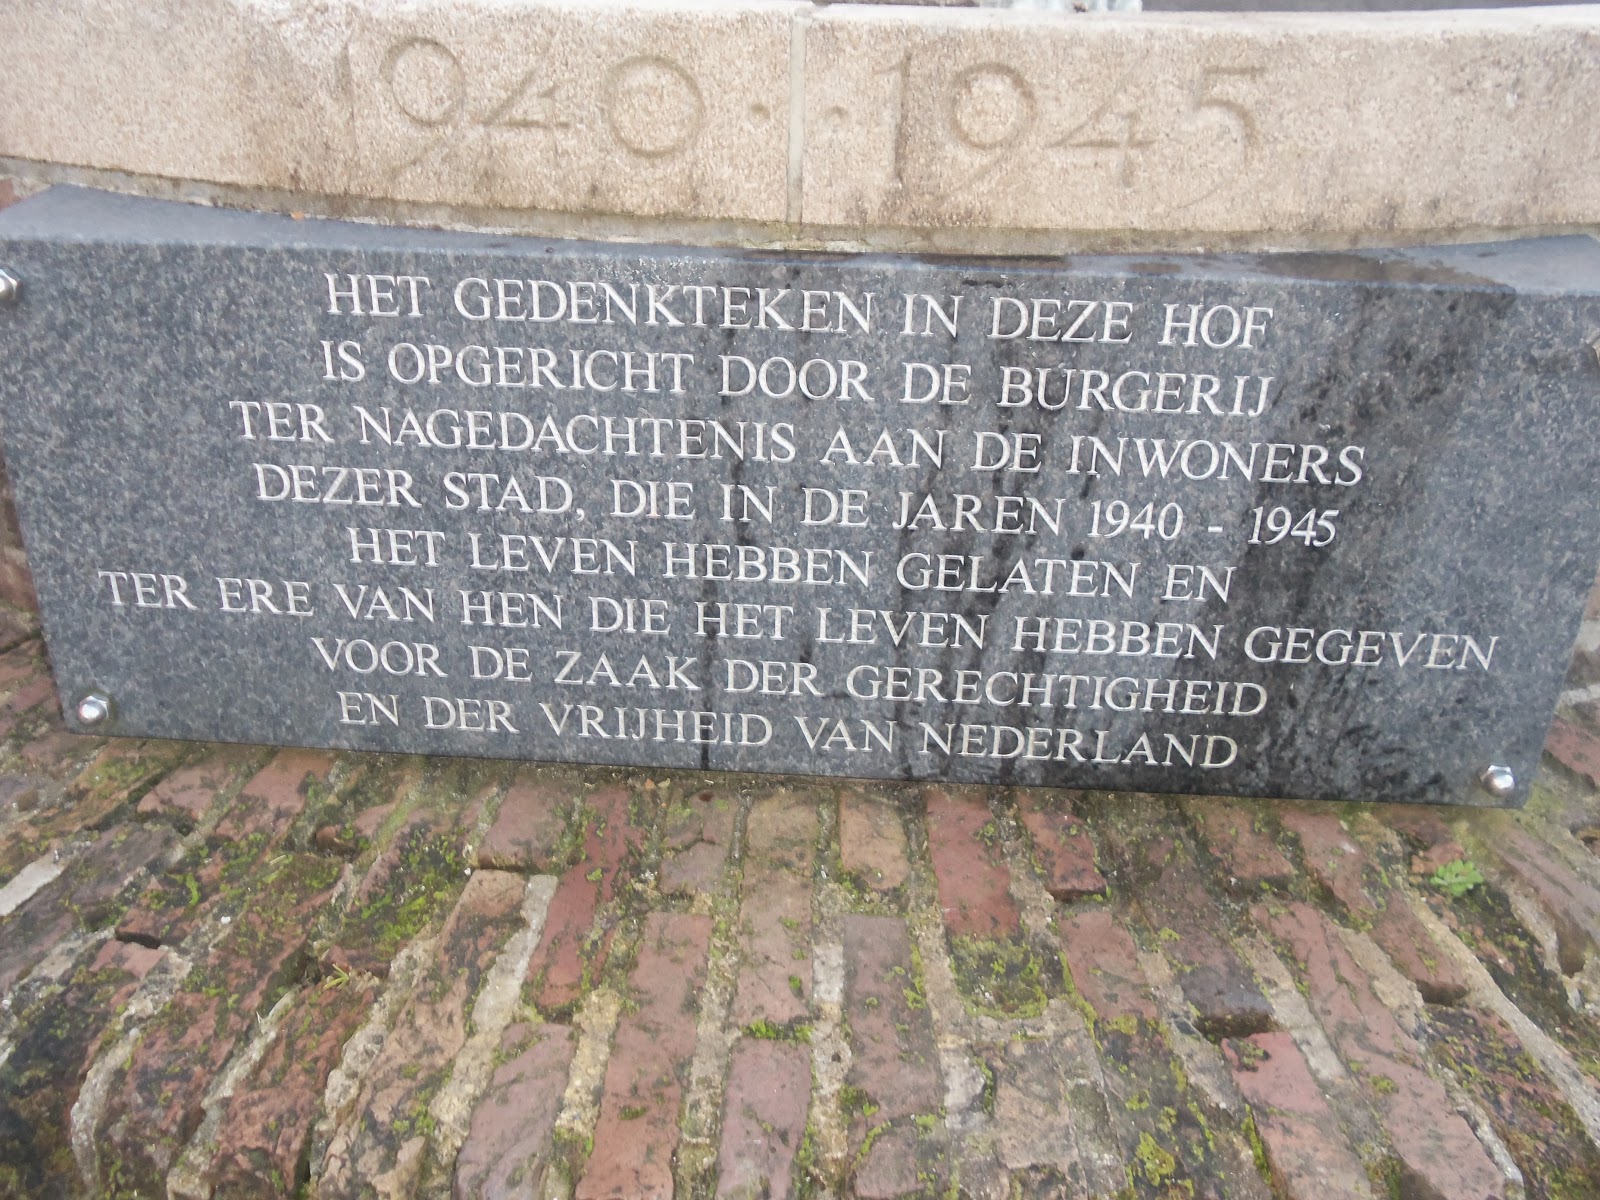 940 · · 1945
HET GEDENKTEKEN IN DEZE HOF
IS OPGERICHT DOOR DE BURGERIJ
TER NAGEDACHTENIS AAN DE INWONERS
DEZER STAD, DIE IN DE JAREN 1940 - 1945
HET LEVEN HEBBEN GELATEN EN
TER ERE VAN HEN DIE HET LEVEN HEBBEN GEGEVEN
VOOR DE ZAAK DER GERECHTIGHEID
EN DER VRIJHEID VAN NEDERLAND